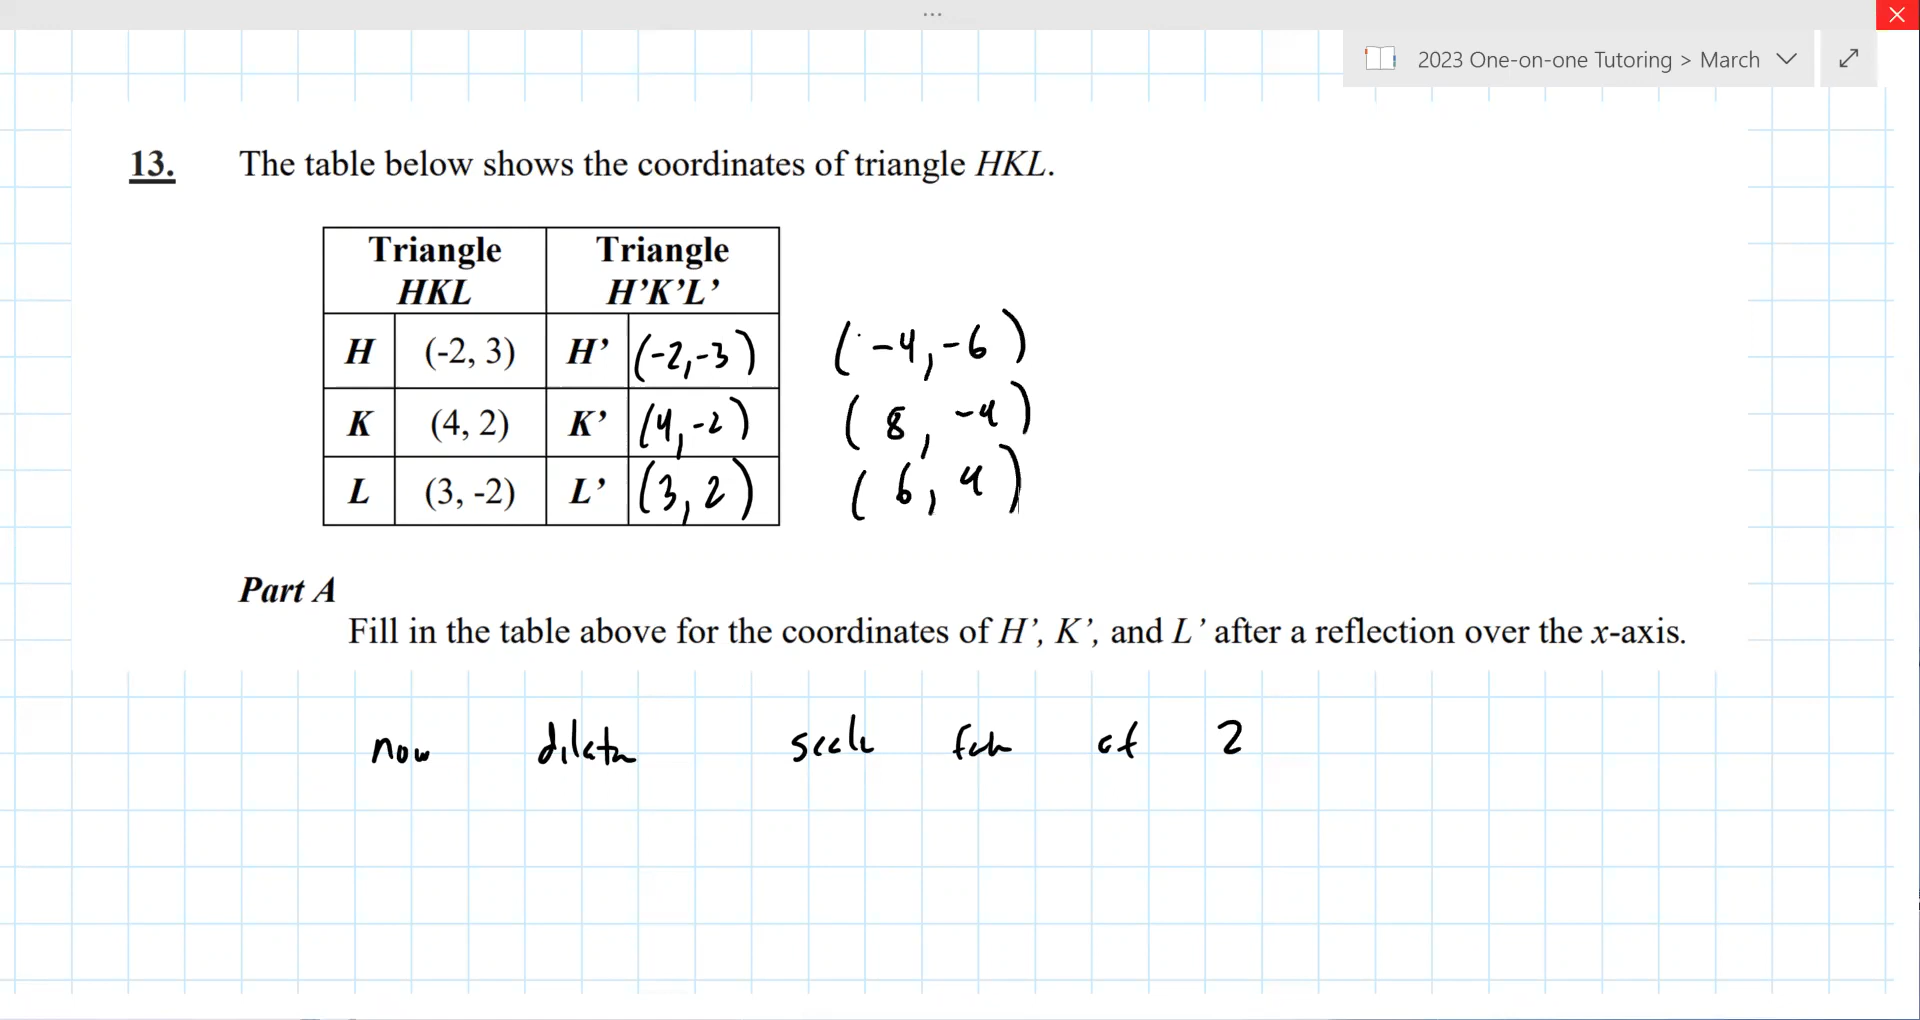 ...
2023 One-on-one Tutoring > March
13. The table below shows the coordinates of triangle HKL.
Triangle HKL Triangle H’K’L’
H (-2, 3) H’ (-2,-3) (-4,-6)
K (4, 2) K’ (4,-2) (8, -4)
L (3, -2) L’ (3, 2) (6, 4)
Part A
Fill in the table above for the coordinates of H’, K’, and L’ after a reflection over the x-axis.
now scale of 2